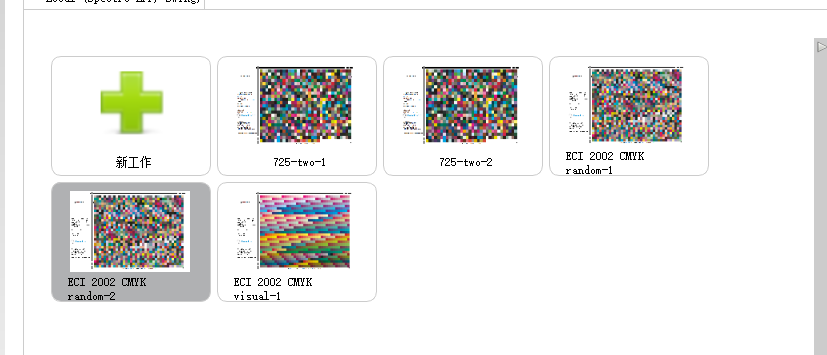 新工作
725-two-1
725-two-2
ECI 2002 CMYK
random-1
ECI 2002 CMYK
random-2
ECI 2002 CMYK
visual-1